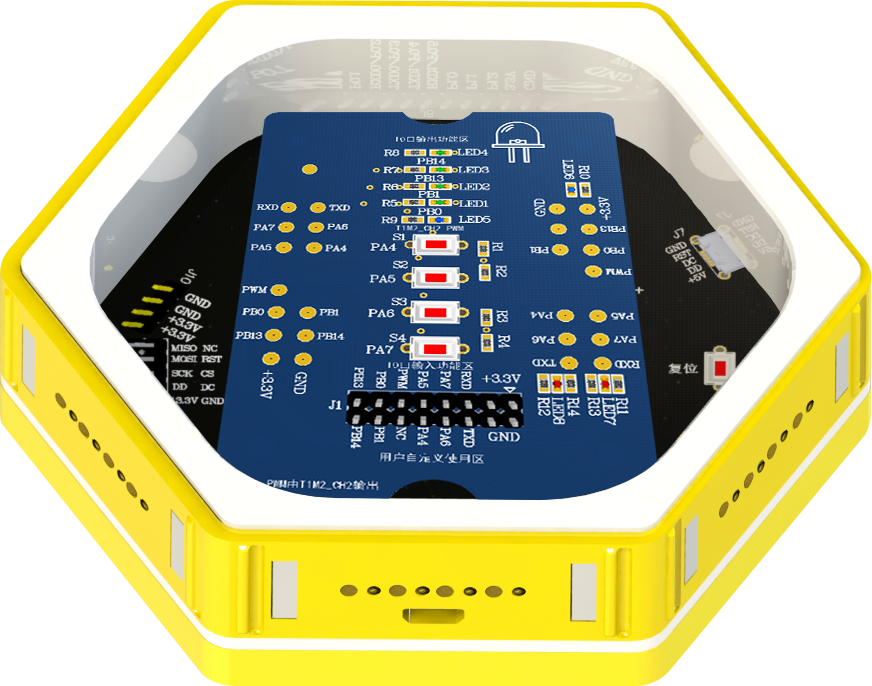 IO口输出功能区
R8 LED4
PB14
R7 LED3
PB13
R6 LED2
PB1
R5 LED1
PB0
R9 LED5
TIM2_CH2 PWM
S1
PA4
R1
S2
PA5
R2
S3
PA6
R3
S4
PA7
R4
IO口输入功能区
RXD TXD
PA7 PA6
PA5 PA4
PWM
PB0 PB1
PB13 PB14
+3.3V GND
LED6 R10
GND +3.3V
PB13
PB1 PB0
PWM
PA4 PA5
PA6 PA7
TXD RXD
R12 LED8 R14 R13 LED7 R11
PB13 PB0 PWM PA5 PA7 RXD +3.3V
J1
PB14 PB1 NC PA4 PA6 TXD GND
用户自定义使用区
PWM由TIM2_CH2输出
J10
GND
GND
+3.3V
+3.3V
MISO NC
MOSI RST
SCK CS
DD DC
+3.3V GND
J7
GND
RST
DC
DD
+5V
复位